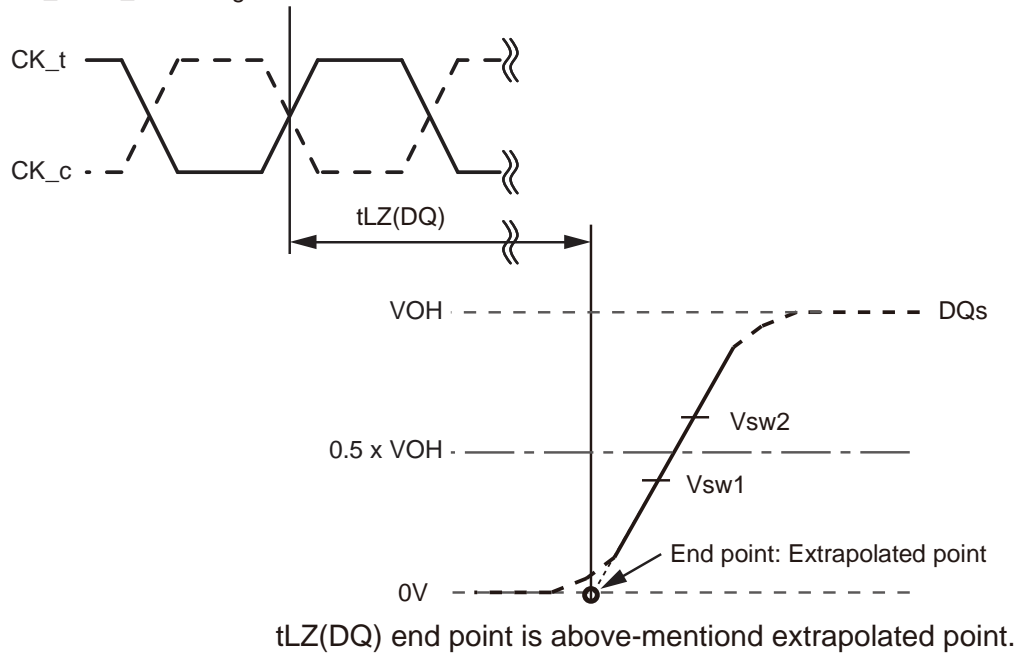 CK_t
CK_c
tLZ(DQ)
VOH
DQs
Vsw2
0.5 x VOH
Vsw1
End point: Extrapolated point
0V
tLZ(DQ) end point is above-mentiond extrapolated point.